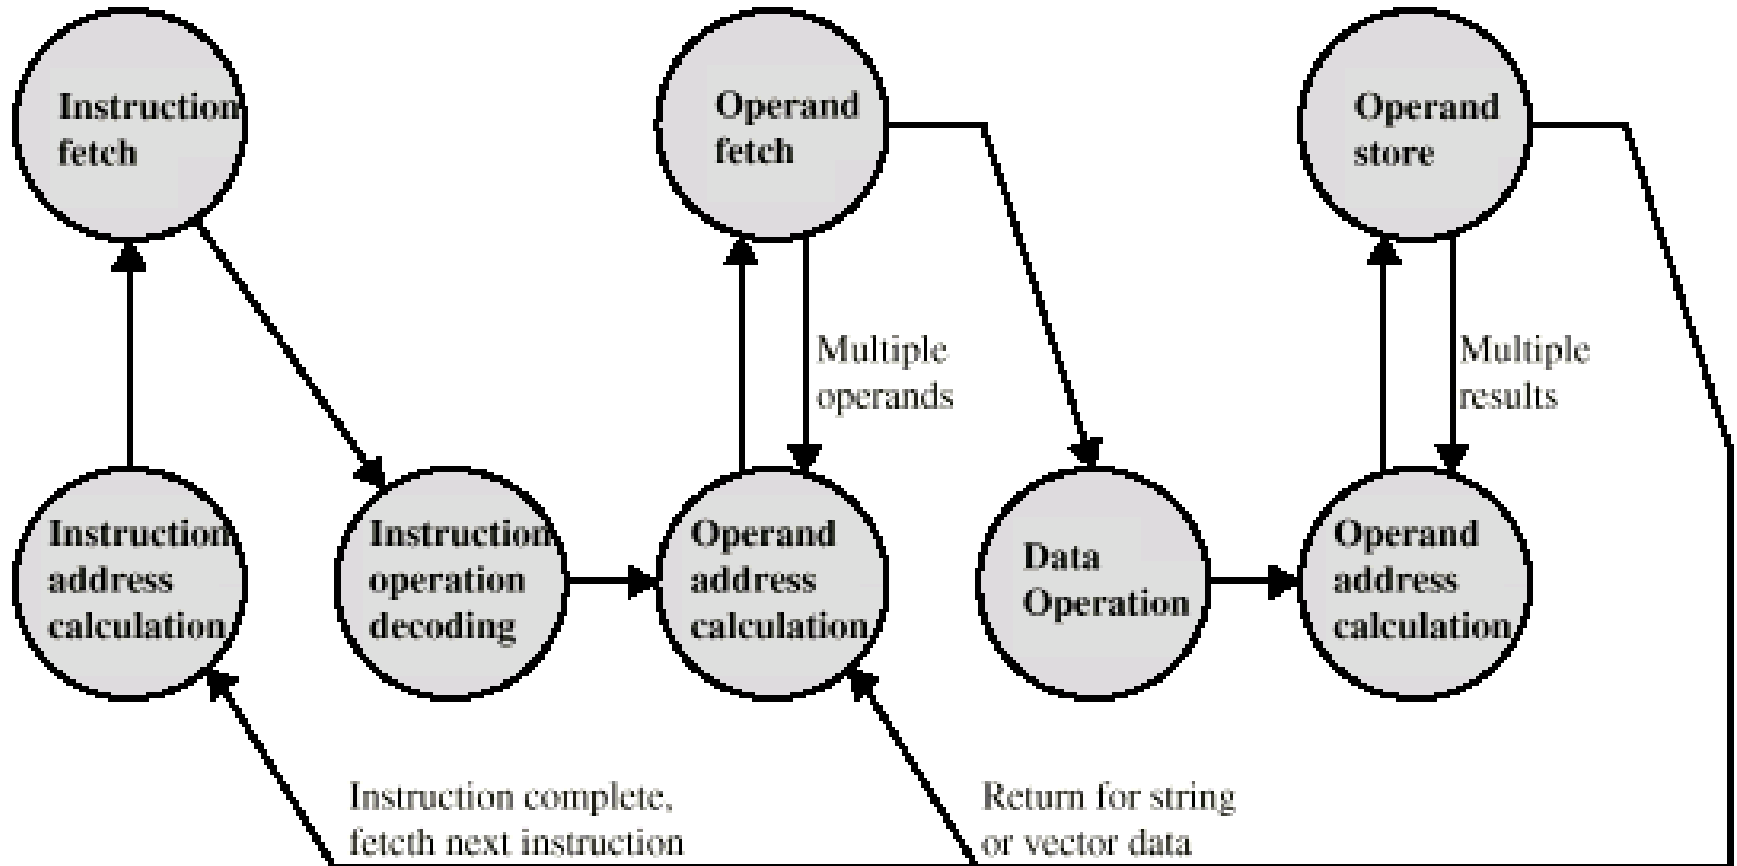 Instruction
fetch
Operand
fetch
Operand
store
Multiple
operands
Multiple
results
Instruction
address
calculation
Instruction
operation
decoding
Operand
address
calculation
Data
Operation
Operand
address
calculation
Instruction complete,
fetcth next instruction
Return for string
or vector data